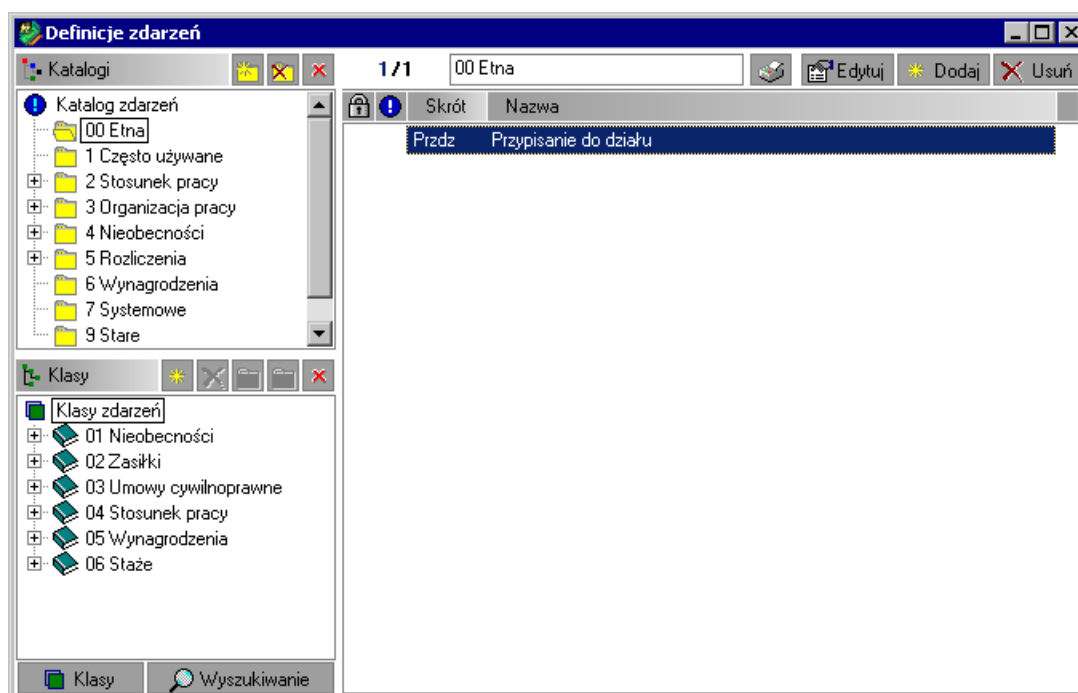 Definicje zdarzeń
Katalogi
1/1
00 Etna
Edytuj
Dodaj
Usuń
Katalog zdarzeń
00 Etna
1 Często używane
2 Stosunek pracy
3 Organizacja pracy
4 Nieobecności
5 Rozliczenia
6 Wynagrodzenia
7 Systemowe
9 Stare
Skrót Nazwa
Przdz Przypisanie do działu
Klasy
Klasy zdarzeń
01 Nieobecności
02 Zasiłki
03 Umowy cywilnoprawne
04 Stosunek pracy
05 Wynagrodzenia
06 Staże
Klasy
Wyszukiwanie